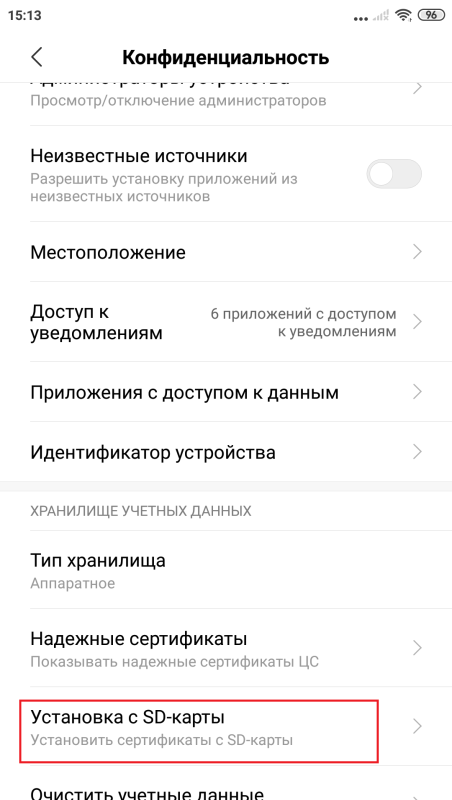 15:13
96
Конфиденциальность
Администраторы устройства
Просмотр/отключение администраторов
Неизвестные источники
Разрешить установку приложений из
неизвестных источников
Местоположение
Доступ к
уведомлениям
6 приложений с доступом
к уведомлениям
Приложения с доступом к данным
Идентификатор устройства
ХРАНИЛИЩЕ УЧЕТНЫХ ДАННЫХ
Тип хранилища
Аппаратное
Надежные сертификаты
Показывать надежные сертификаты ЦС
Установка с SD-карты
Установить сертификаты с SD-карты
Очистить учетные данные